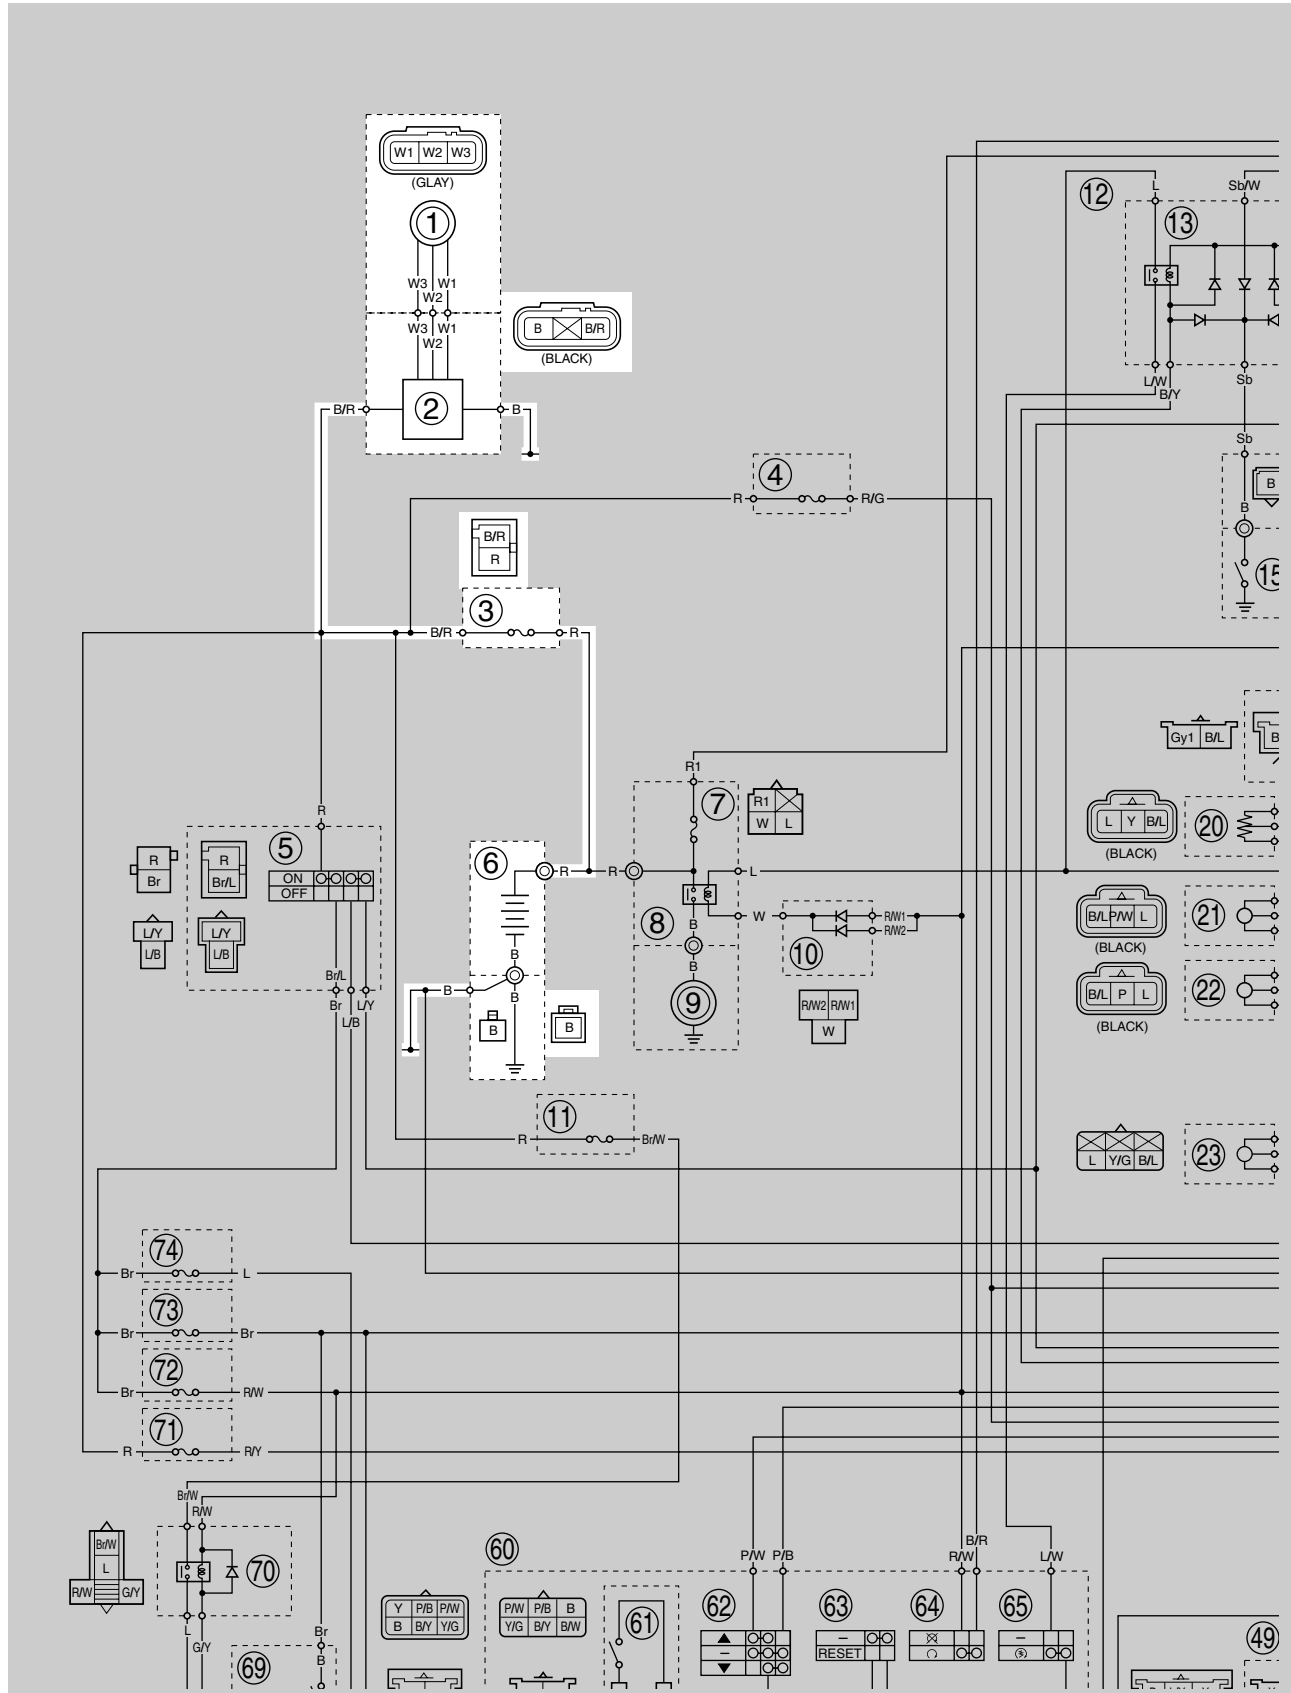 W1 W2 W3
(GLAY)
1
W3 W1
W2
W3 W1
W2
B B/R
(BLACK)
B/R 2 B
12
L Sb/W
13
L/W
B/Y
Sb
Sb
B
B
15
4
R R/G
B/R
R
3
B/R R
Gy1 B/L
B
R1
7
R1
W L
L Y B/L
(BLACK)
20
R
5
R
Br
R
Br/L
ON
OFF
L/Y
L/B
L/Y
L/B
Br/L
Br L/Y
L/B
6
R R L
8
B
W R/W1
R/W2
10
B
9
B
B
B
B
B
R/W2 R/W1
W
B/L P/W L
(BLACK)
21
B/L P L
(BLACK)
22
11
R Br/W
L Y/G B/L
23
74
Br L
73
Br Br
72
Br R/W
71
R R/Y
Br/W
R/W
Br/W
L
R/W G/Y
70
L
G/Y
Br
B
69
60
Y P/B P/W
B B/Y Y/G
P/W P/B B
Y/G B/Y B/W
61
P/W P/B
62
63
RESET
B/R
R/W
64
L/W
65
49